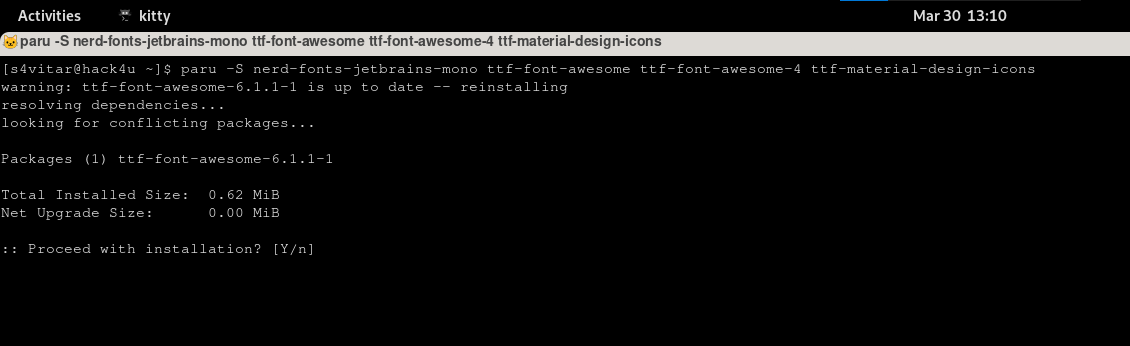 Activities kitty Mar 30 13:10
paru -S nerd-fonts-jetbrains-mono ttf-font-awesome ttf-font-awesome-4 ttf-material-design-icons
[s4vitar@hack4u ~]$ paru -S nerd-fonts-jetbrains-mono ttf-font-awesome ttf-font-awesome-4 ttf-material-design-icons
warning: ttf-font-awesome-6.1.1-1 is up to date -- reinstalling
resolving dependencies...
looking for conflicting packages...
Packages (1) ttf-font-awesome-6.1.1-1
Total Installed Size:  0.62 MiB
Net Upgrade Size:      0.00 MiB
:: Proceed with installation? [Y/n]